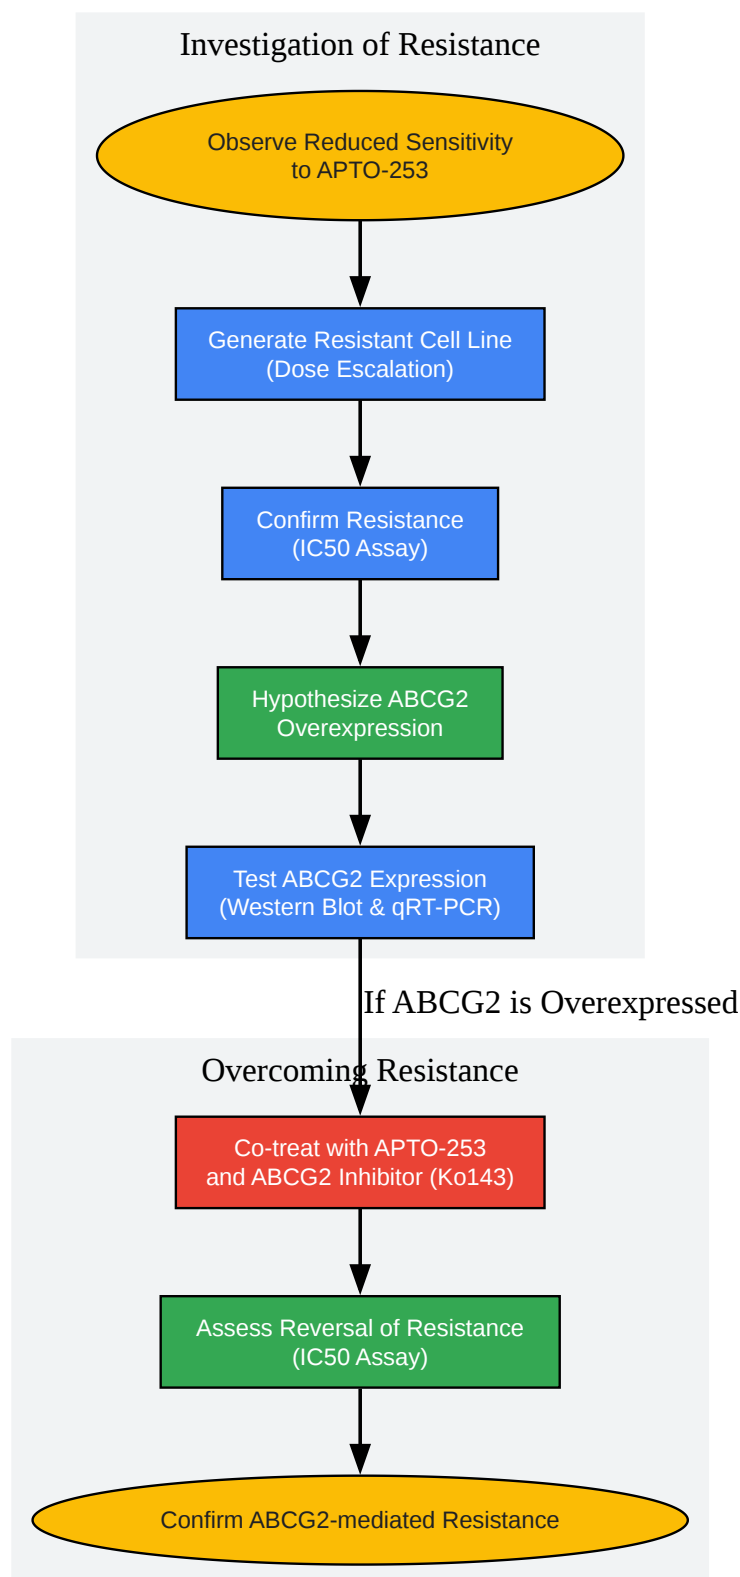 Investigation of Resistance
Observe Reduced Sensitivity
to APTO-253
Generate Resistant Cell Line
(Dose Escalation)
Confirm Resistance
(IC50 Assay)
Hypothesize ABCG2
Overexpression
Test ABCG2 Expression
(Western Blot & qRT-PCR)
If ABCG2 is Overexpressed
Overcoming Resistance
Co-treat with APTO-253
and ABCG2 Inhibitor (Ko143)
Assess Reversal of Resistance
(IC50 Assay)
Confirm ABCG2-mediated Resistance